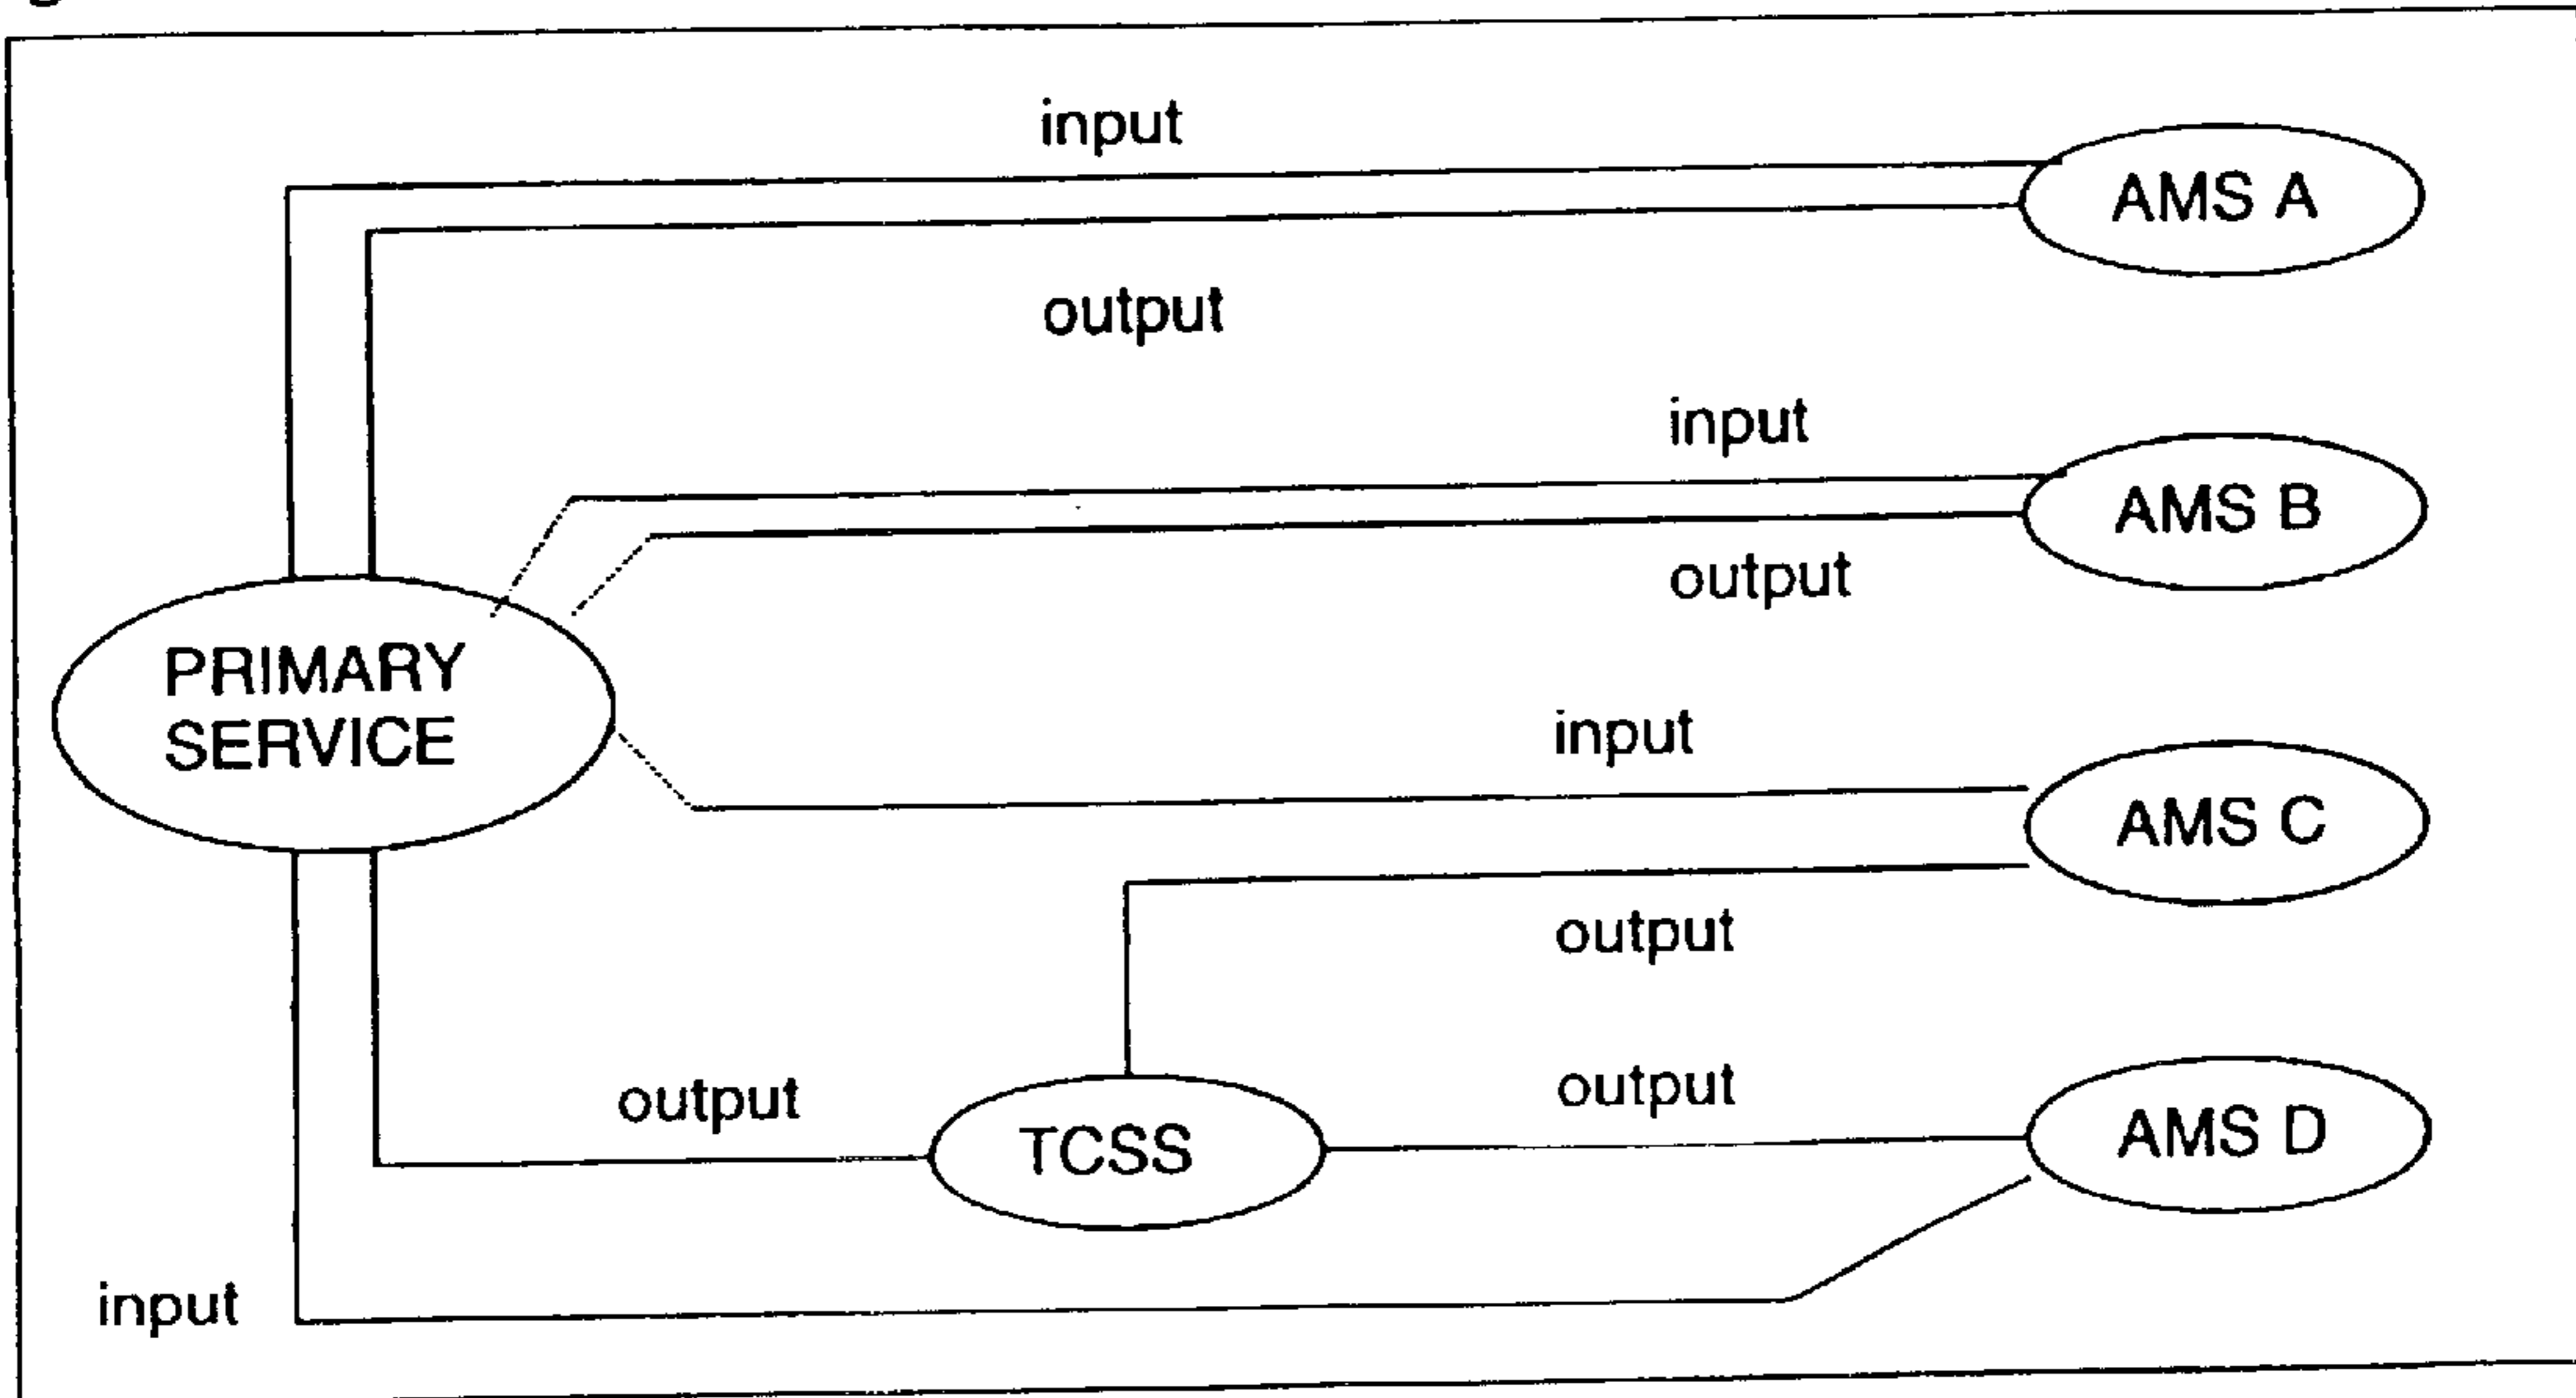 input
AMS A
output
input
AMS B
output
PRIMARY
SERVICE
input
AMS C
output
output
output
TCSS
AMS D
input